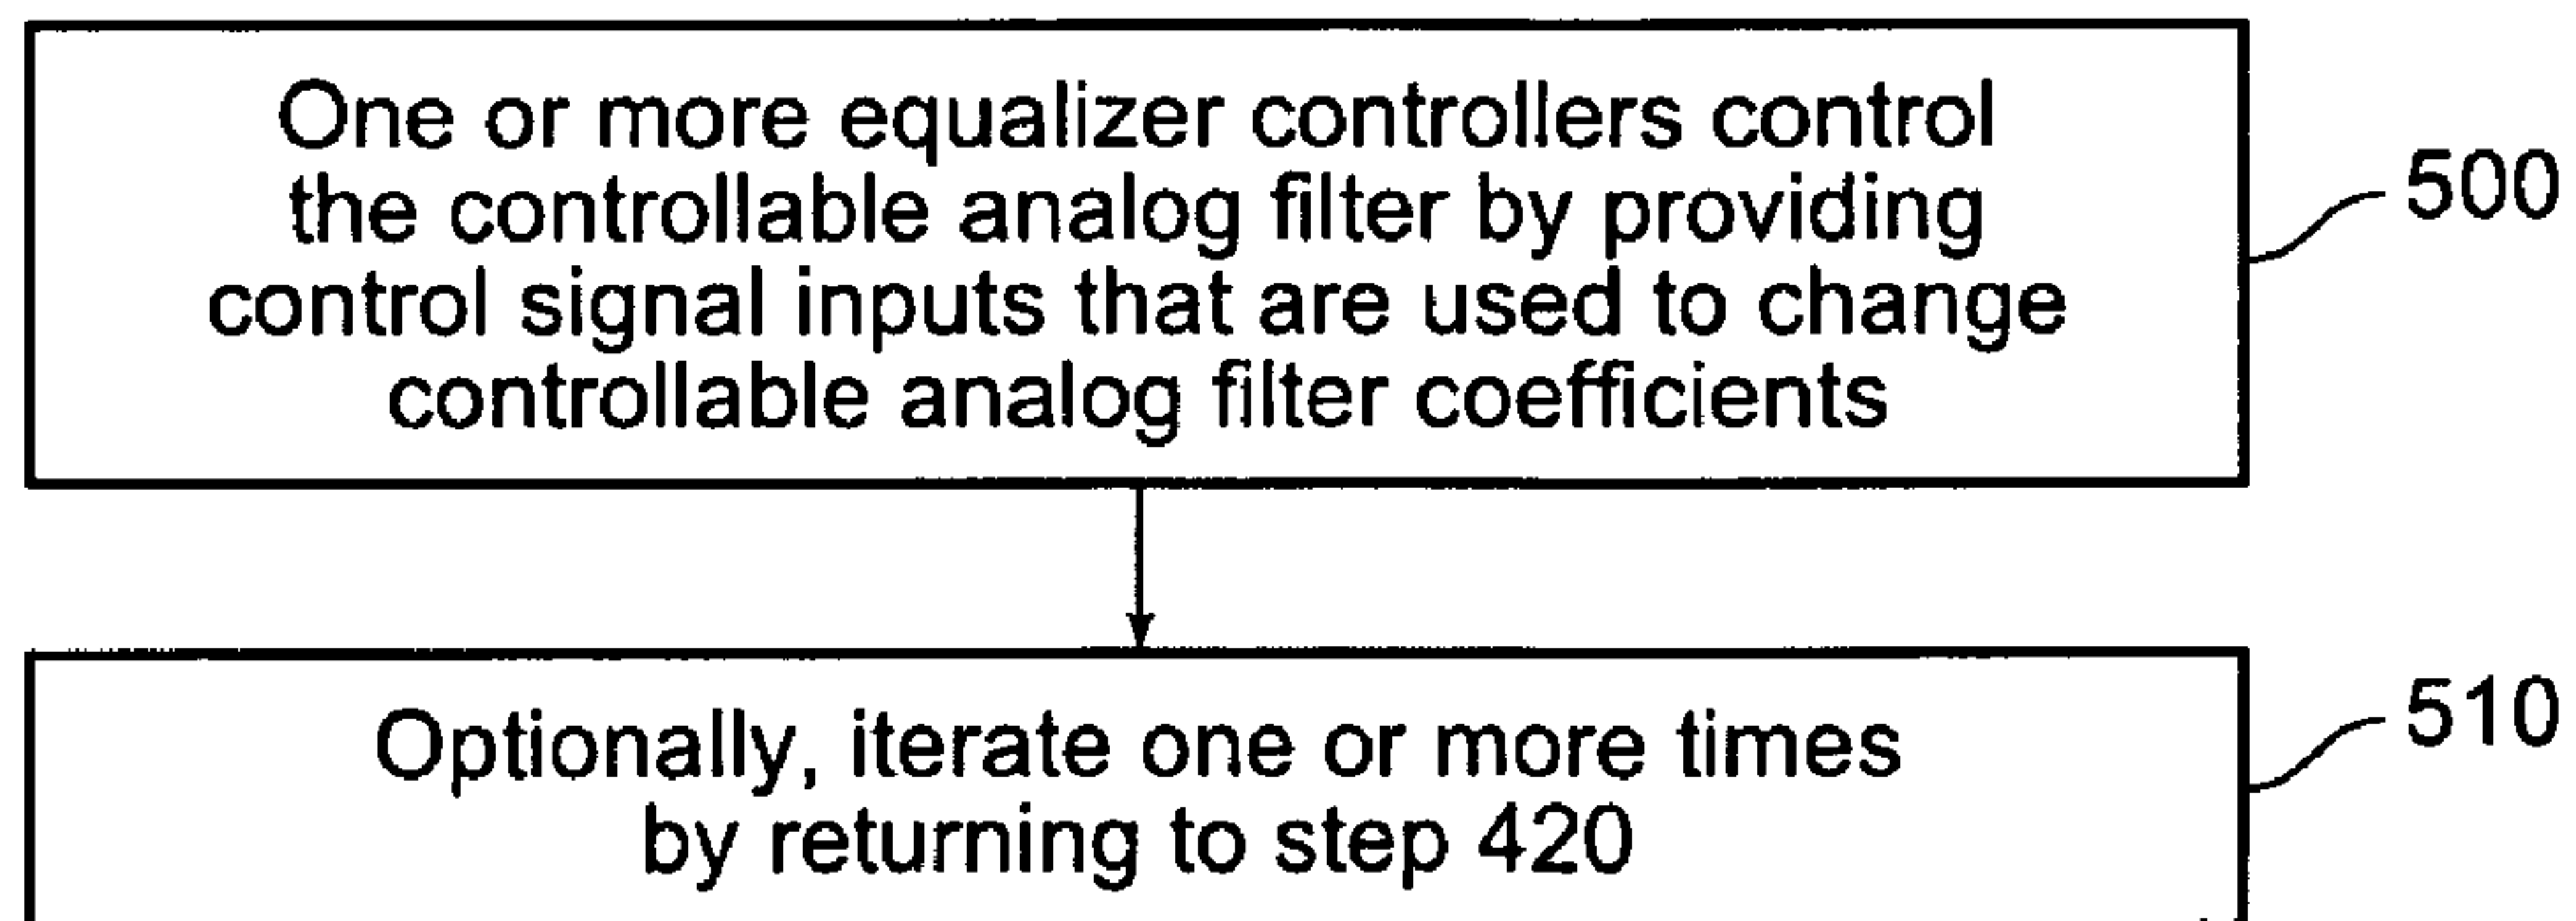 One or more equalizer controllers control
the controllable analog filter by providing
control signal inputs that are used to change
controllable analog filter coefficients
500
Optionally, iterate one or more times
by returning to step 420
510